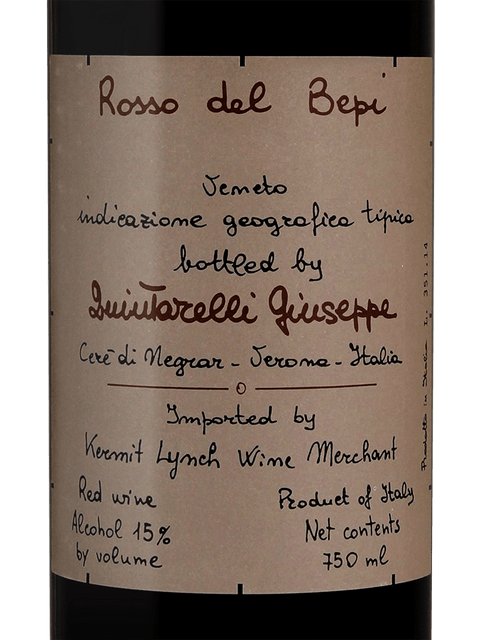 Rosso del Bepi
Veneto
indicazione geografica tipica
bottled by
Quintarelli Giuseppe
Cerè di Negrar - Verona - Italia
Imported by
Kermit Lynch Wine Merchant
Red wine
Alcohol 15%
by volume
Product of Italy
Net contents
750 ml
Prodotto in Italia L. 351.14